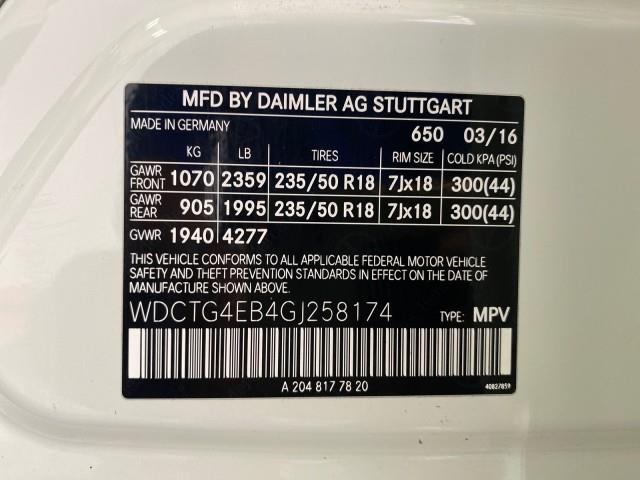 MFD BY DAIMLER AG STUTTGART
MADE IN GERMANY 650 03/16
KG LB TIRES RIM SIZE COLD KPA (PSI)
GAWR FRONT 1070 2359 235/50 R18 7Jx18 300(44)
GAWR REAR 905 1995 235/50 R18 7Jx18 300(44)
GVWR 1940 4277
THIS VEHICLE CONFORMS TO ALL APPLICABLE FEDERAL MOTOR VEHICLE
SAFETY AND THEFT PREVENTION STANDARDS IN EFFECT ON THE DATE OF
MANUFACTURE SHOWN ABOVE.
WDCTG4EB4GJ258174 TYPE: MPV
A 204 817 78 20
40827859